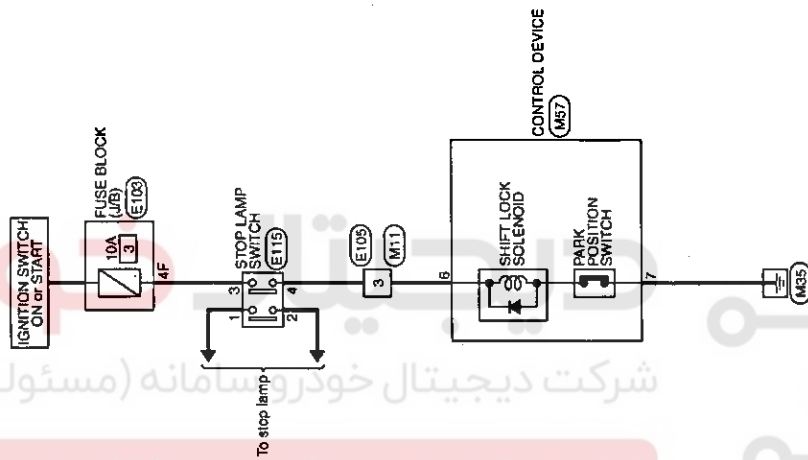 IGNITION SWITCH
ON or START
FUSE BLOCK
(J/B)
E103
10A
3
4F
STOP LAMP
SWITCH
E115
1
3
2
4
To stop lamp
E105
3
M11
CONTROL DEVICE
M57
6
SHIFT LOCK
SOLENOID
PARK
POSITION
SWITCH
7
M35
دیجیتال خو
شرکت دیجیتال خودرو سامانه (مسئول